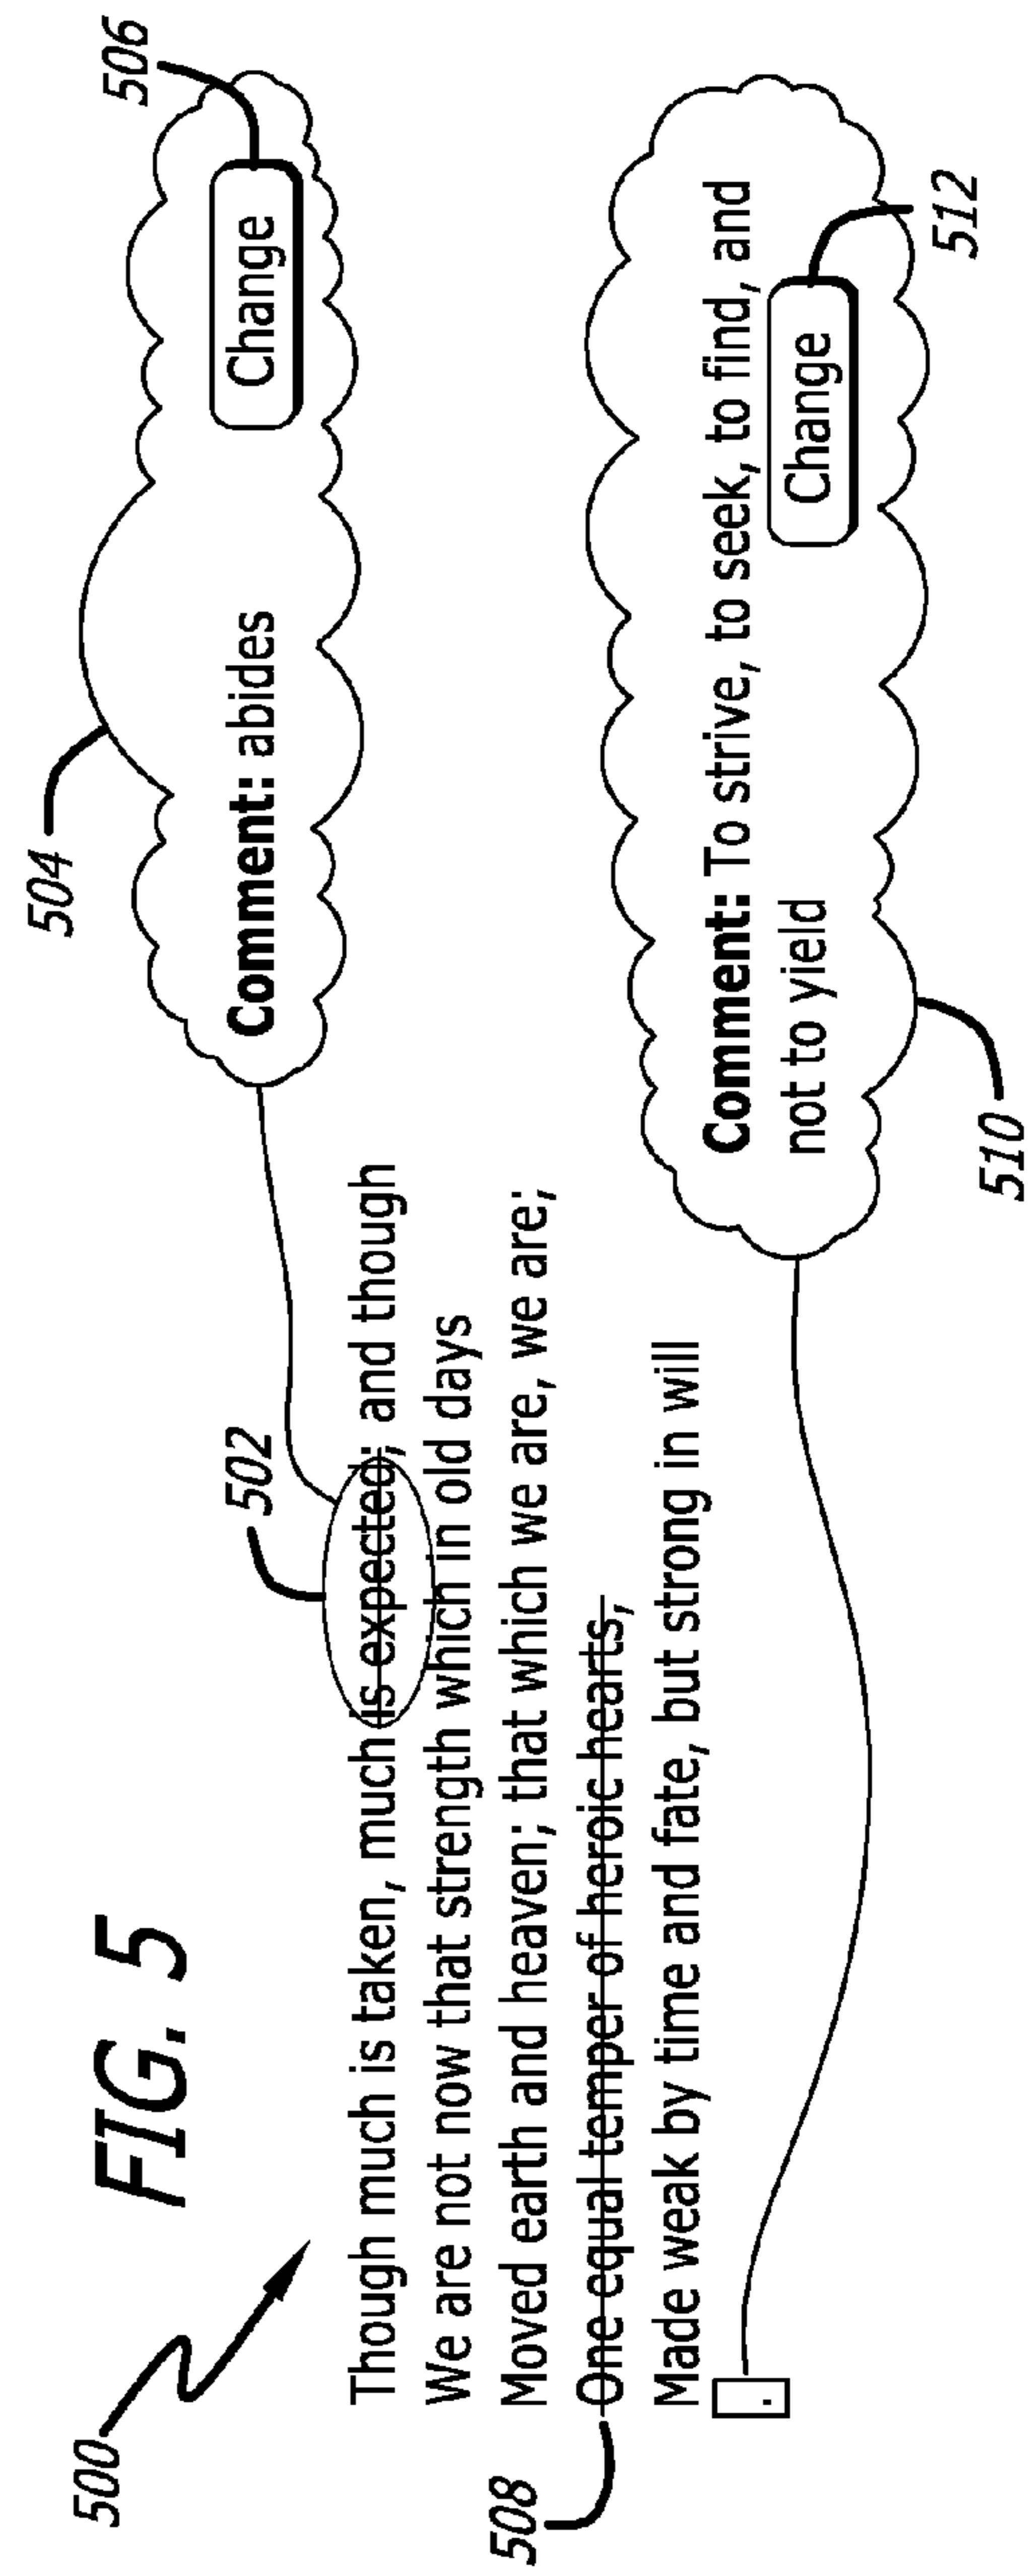 FIG. 5
500
502
504
506
Comment: abides
Change
Though much is taken, much is expected; and though
We are not now that strength which in old days
Moved earth and heaven; that which we are, we are;
508
One equal temper of heroic hearts,
Made weak by time and fate, but strong in will
.
Comment: To strive, to seek, to find, and
not to yield
Change
510
512